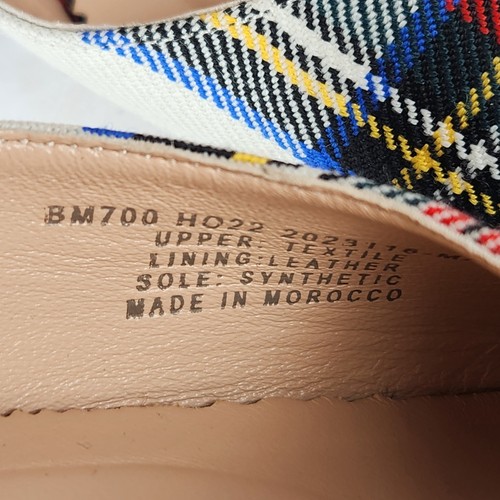 BM700 HO22
UPPER: TEXTILE
LINING:LEATHER
SOLE: SYNTHETIC
MADE IN MOROCCO